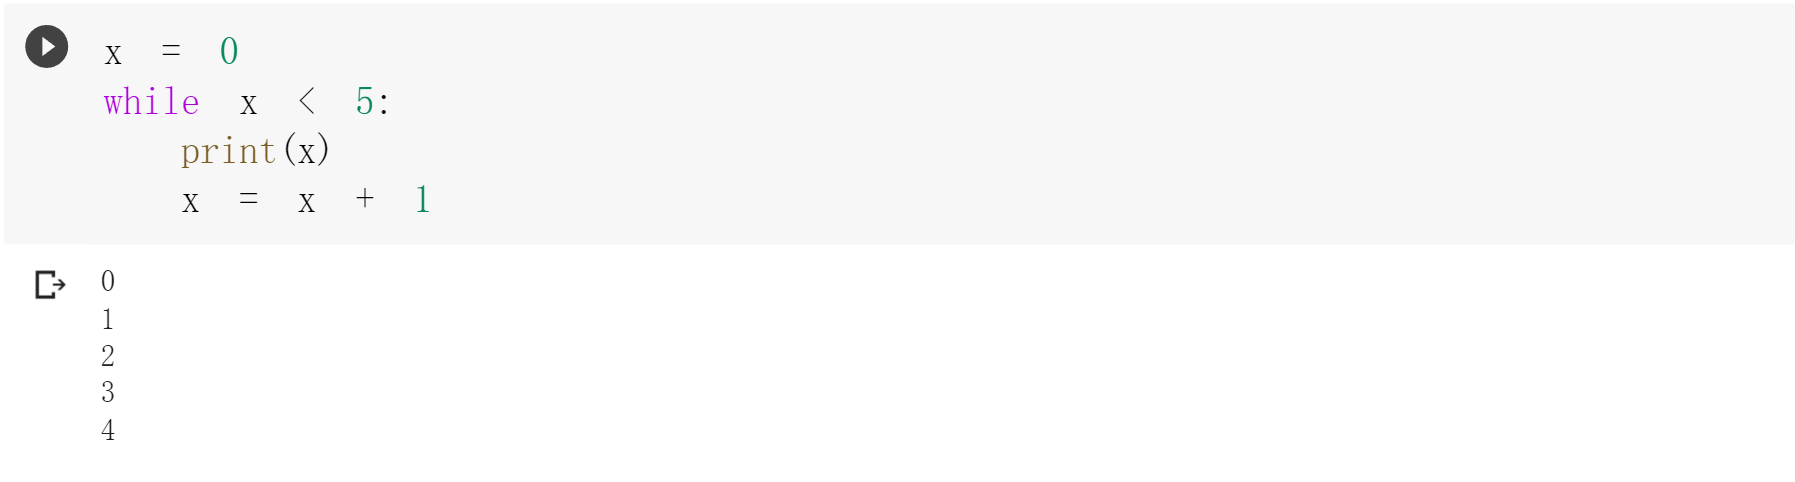 x = 0
while x < 5:
    print(x)
    x = x + 1
0
1
2
3
4